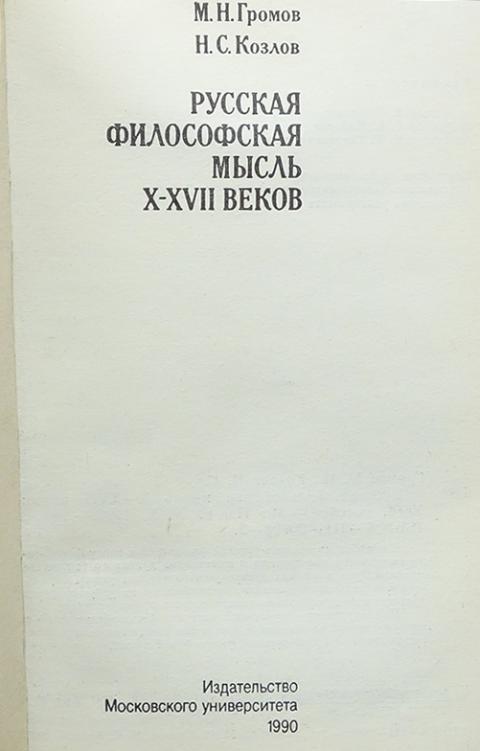 М. Н. Громов
Н. С. Козлов
РУССКАЯ
ФИЛОСОФСКАЯ
МЫСЛЬ
X-XVII ВЕКОВ
Издательство
Московского университета
1990